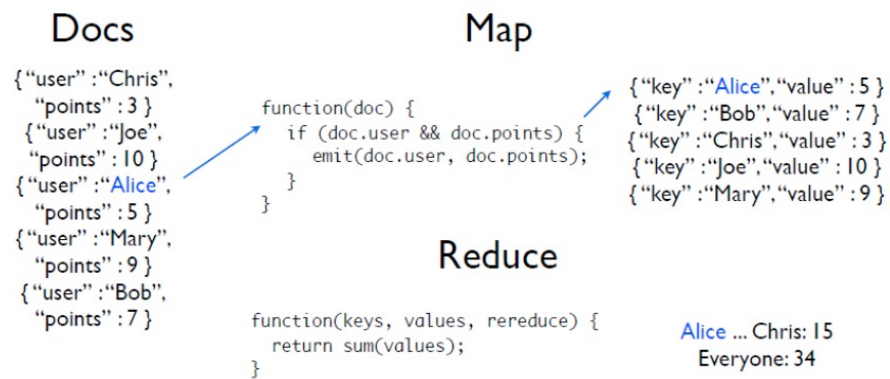 Docs
{“user” :“Chris”,
“points” : 3 }
{“user” :“Joe”,
“points” : 10 }
{“user” :“Alice”,
“points” : 5 }
{“user” :“Mary”,
“points” : 9 }
{“user” :“Bob”,
“points” : 7 }
Map
function(doc) {
if (doc.user && doc.points) {
emit(doc.user, doc.points);
}
}
{“key” :“Alice”,“value” : 5 }
{“key” :“Bob”,“value” : 7 }
{“key” :“Chris”,“value” : 3 }
{“key” :“Joe”,“value” : 10 }
{“key” :“Mary”,“value” : 9 }
Reduce
function(keys, values, rereduce) {
return sum(values);
}
Alice ... Chris: 15
Everyone: 34